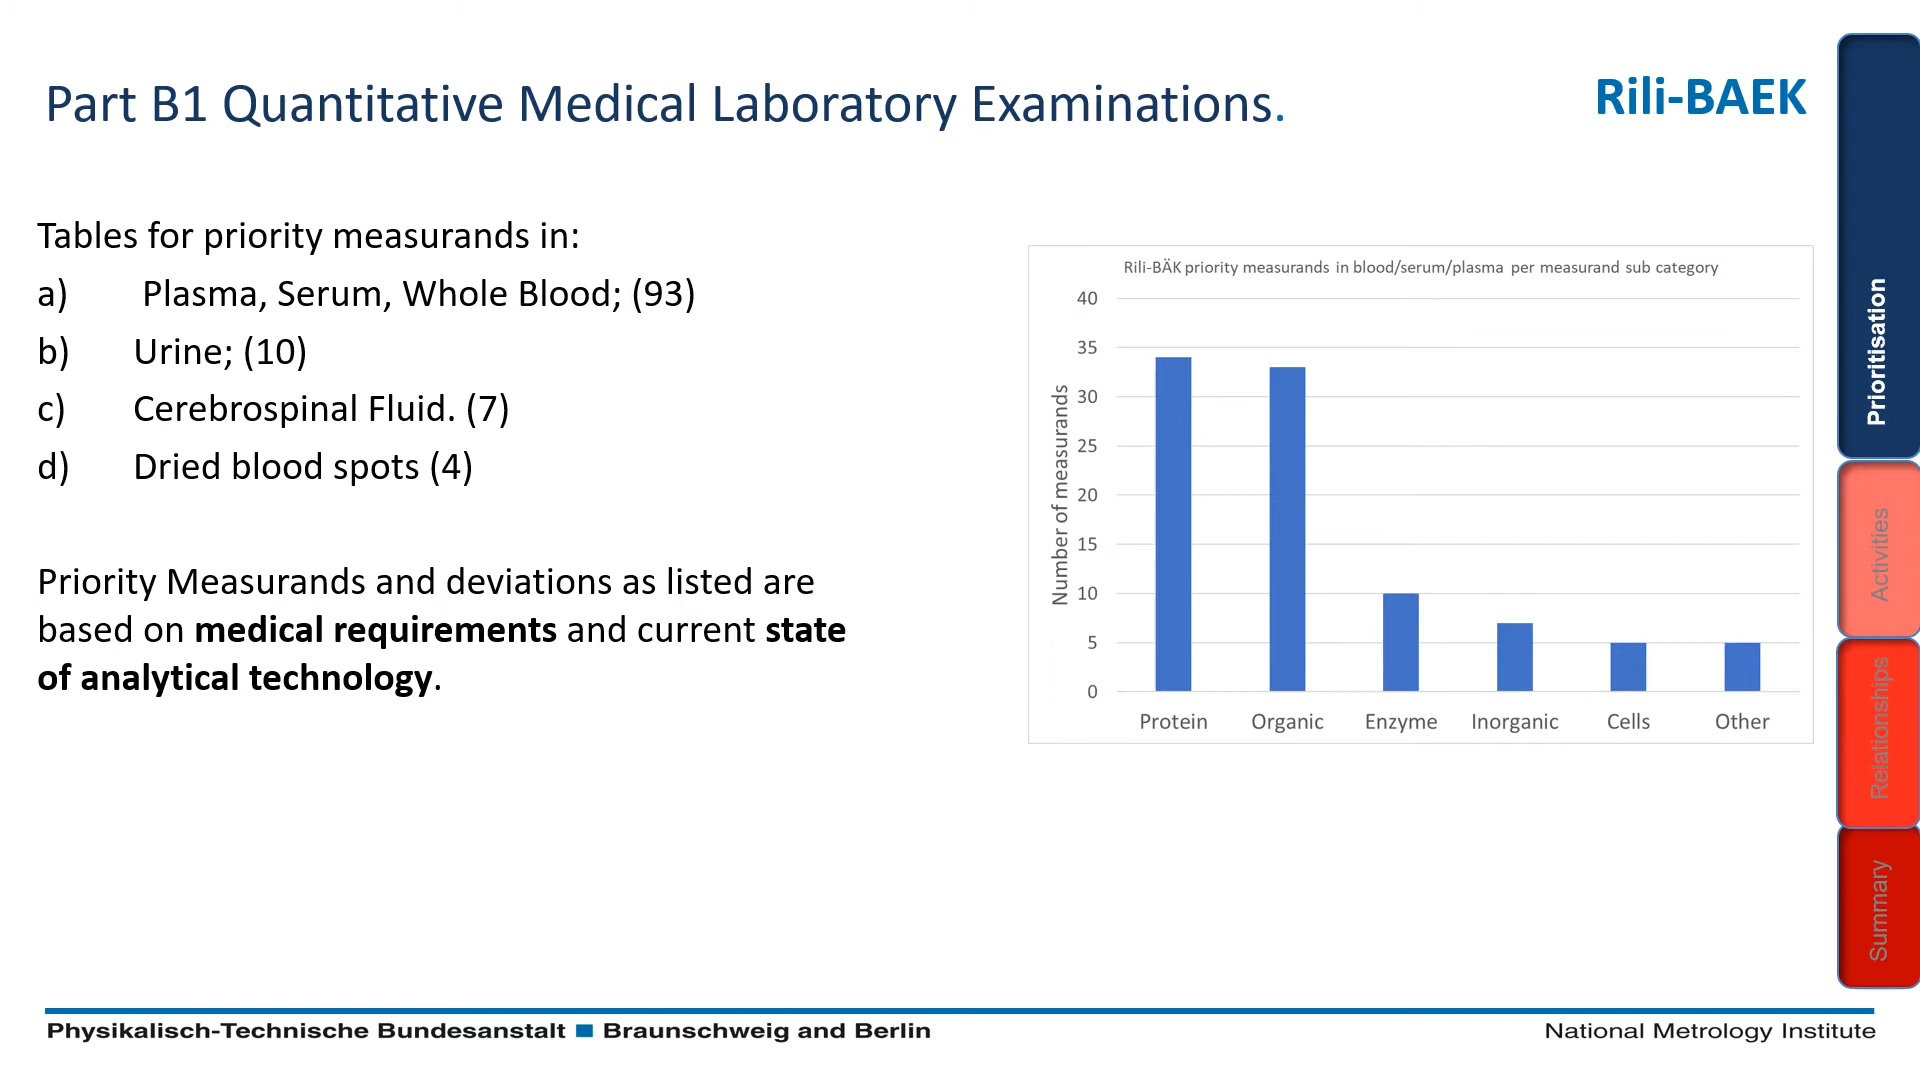 Part B1 Quantitative Medical Laboratory Examinations.
Rili-BAEK
Tables for priority measurands in:
a) Plasma, Serum, Whole Blood; (93)
b) Urine; (10)
c) Cerebrospinal Fluid. (7)
d) Dried blood spots (4)
Priority Measurands and deviations as listed are
based on medical requirements and current state
of analytical technology.
Rili-BÄK priority measurands in blood/serum/plasma per measurand sub category
Number of measurands
40
35
30
25
20
15
10
5
0
Protein Organic Enzyme Inorganic Cells Other
Prioritisation
Activities
Relationships
Summary
Physikalisch-Technische Bundesanstalt ■ Braunschweig and Berlin
National Metrology Institute